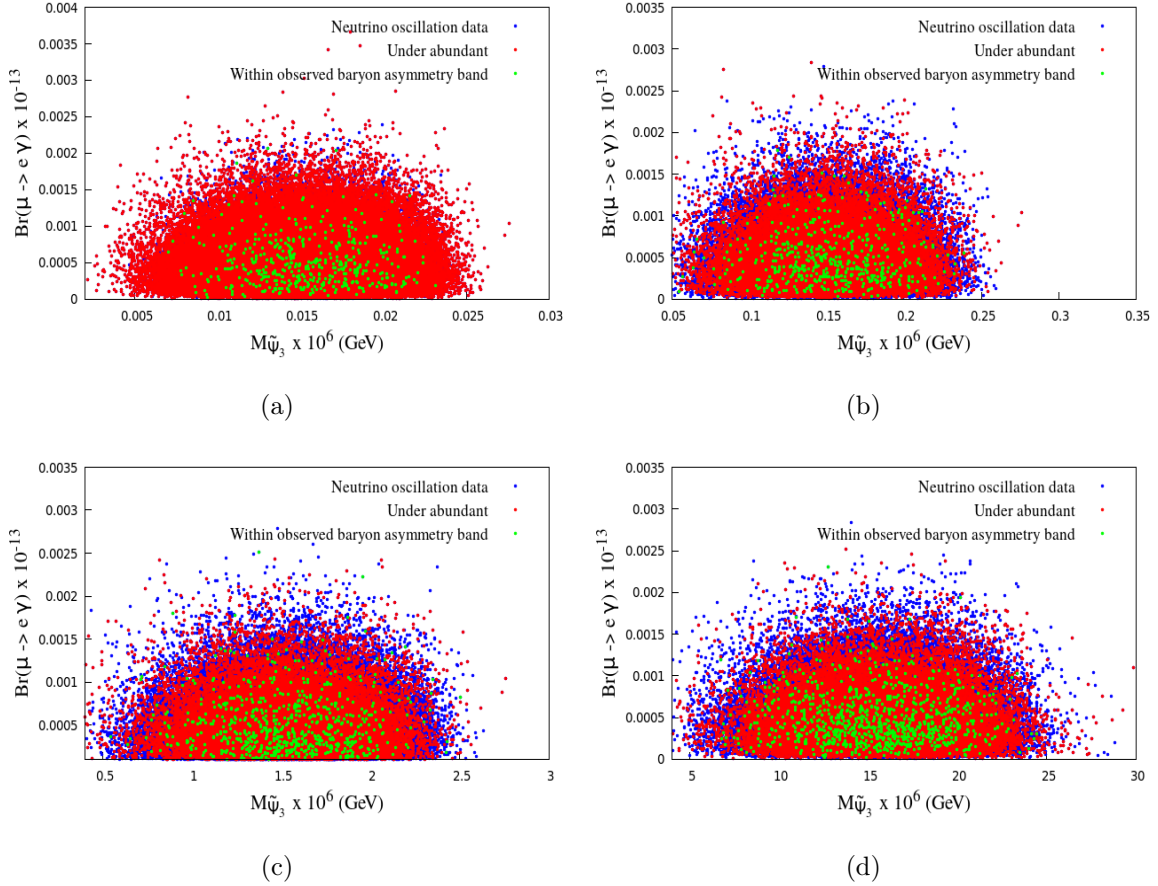 Neutrino oscillation data
Under abundant
Within observed baryon asymmetry band
Br(μ -> e γ) x 10^-13
0.004
0.0035
0.003
0.0025
0.002
0.0015
0.001
0.0005
0
0.005 0.01 0.015 0.02 0.025 0.03
Mψ̃_3 x 10^6 (GeV)
(a)
Neutrino oscillation data
Under abundant
Within observed baryon asymmetry band
Br(μ -> e γ) x 10^-13
0.0035
0.003
0.0025
0.002
0.0015
0.001
0.0005
0
0.05 0.1 0.15 0.2 0.25 0.3 0.35
Mψ̃_3 x 10^6 (GeV)
(b)
Neutrino oscillation data
Under abundant
Within observed baryon asymmetry band
Br(μ -> e γ) x 10^-13
0.0035
0.003
0.0025
0.002
0.0015
0.001
0.0005
0.5 1 1.5 2 2.5 3
Mψ̃_3 x 10^6 (GeV)
(c)
Neutrino oscillation data
Under abundant
Within observed baryon asymmetry band
Br(μ -> e γ) x 10^-13
0.0035
0.003
0.0025
0.002
0.0015
0.001
0.0005
0
5 10 15 20 25 30
Mψ̃_3 x 10^6 (GeV)
(d)